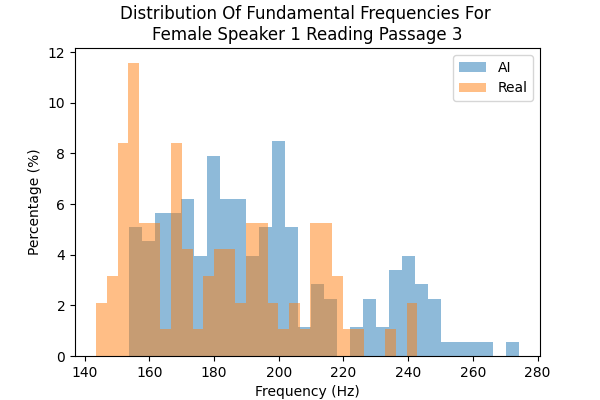 Distribution Of Fundamental Frequencies For
Female Speaker 1 Reading Passage 3
AI
Real
Percentage (%)
12
10
8
6
4
2
0
140 160 180 200 220 240 260 280
Frequency (Hz)